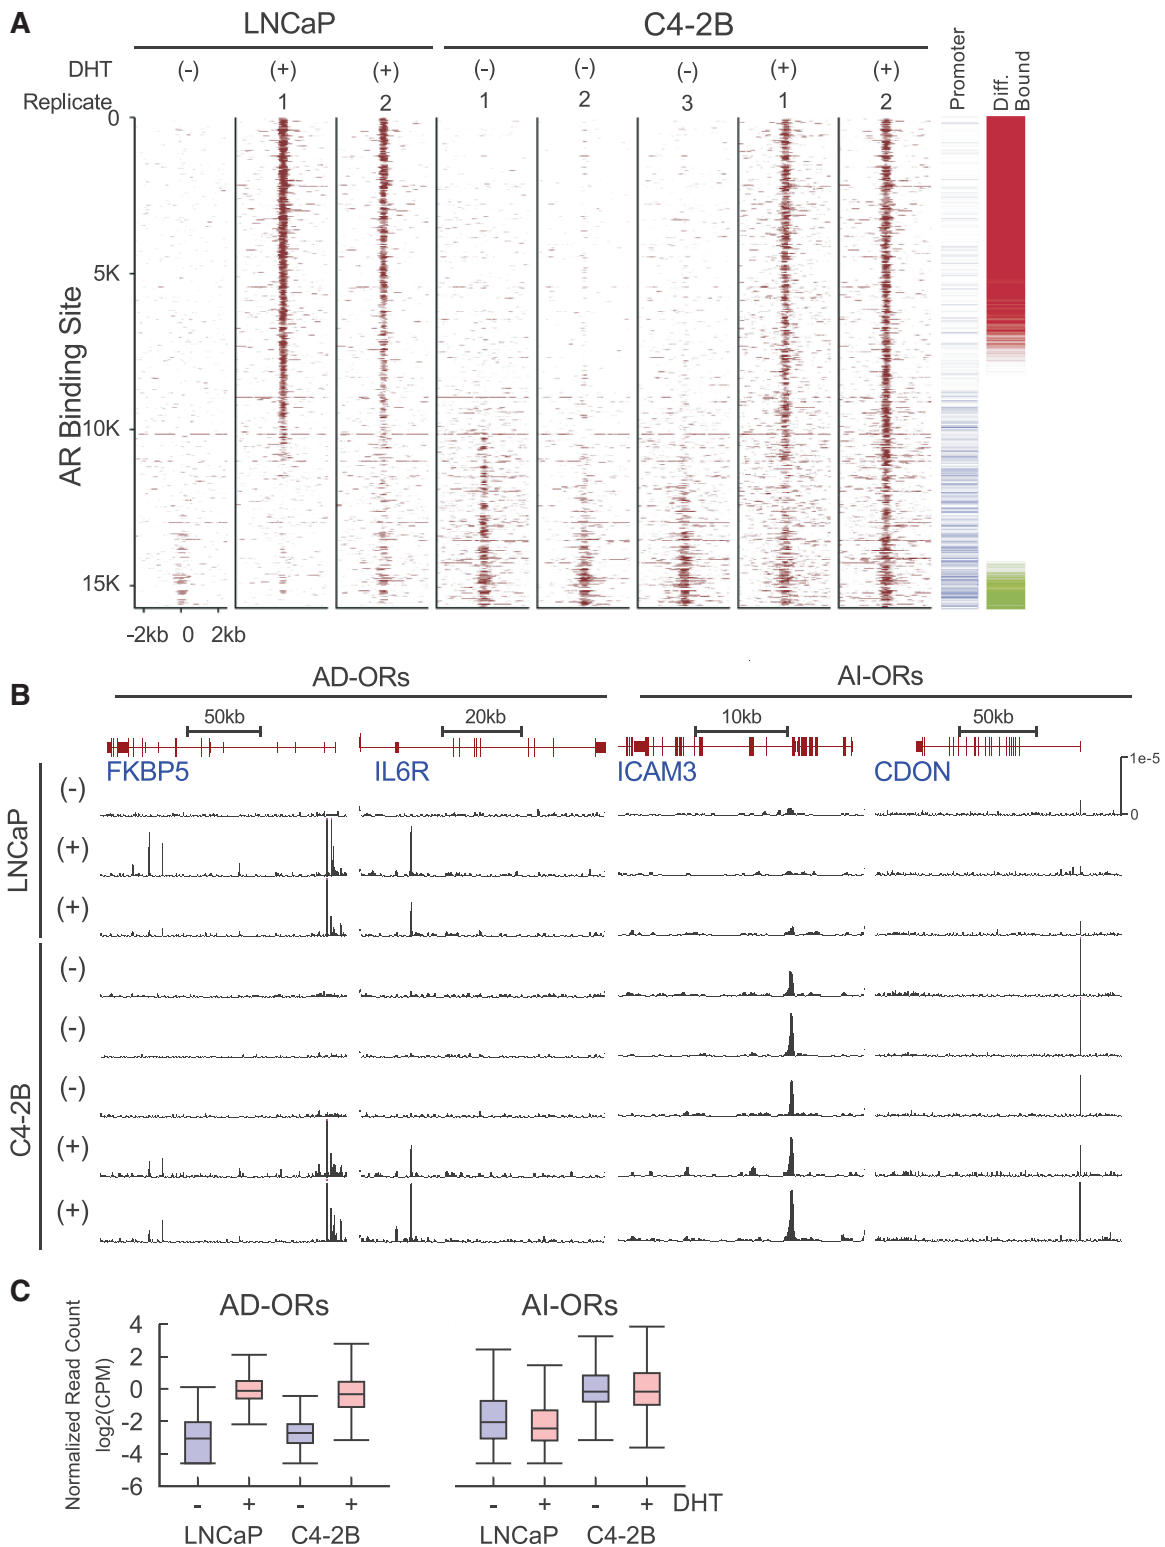 A
LNCaP
C4-2B
DHT
(-)
(+)
(+)
(-)
(-)
(-)
(+)
(+)
Replicate
1
2
1
2
3
1
2
Promoter
Diff.
Bound
AR Binding Site
0
5K
10K
15K
-2kb 0 2kb
B
AD-ORs
AI-ORs
50kb
20kb
10kb
50kb
FKBP5
IL6R
ICAM3
CDON
1e-5
0
LNCaP
(-)
(+)
(+)
C4-2B
(-)
(-)
(-)
(+)
(+)
C
AD-ORs
AI-ORs
Normalized Read Count
log2(CPM)
4
2
0
-2
-4
-6
- + - +
- + - + DHT
LNCaP C4-2B
LNCaP C4-2B